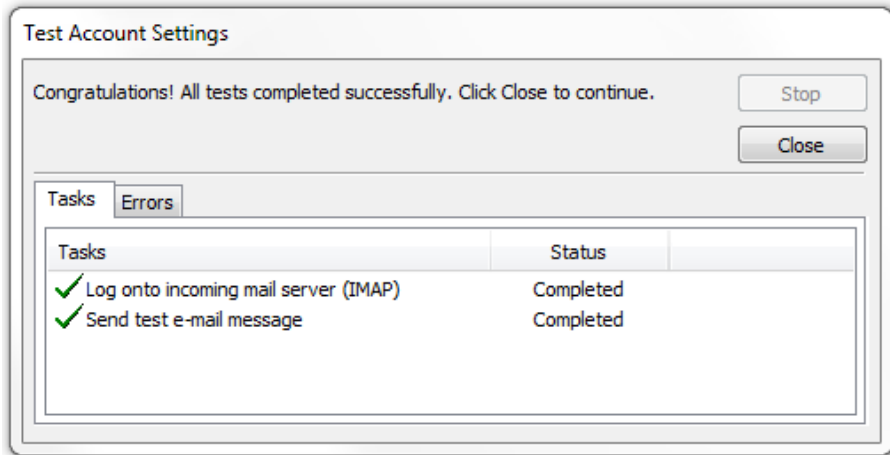 Test Account Settings
Congratulations! All tests completed successfully. Click Close to continue.
Stop
Close
Tasks Errors
Tasks Status
Log onto incoming mail server (IMAP) Completed
Send test e-mail message Completed